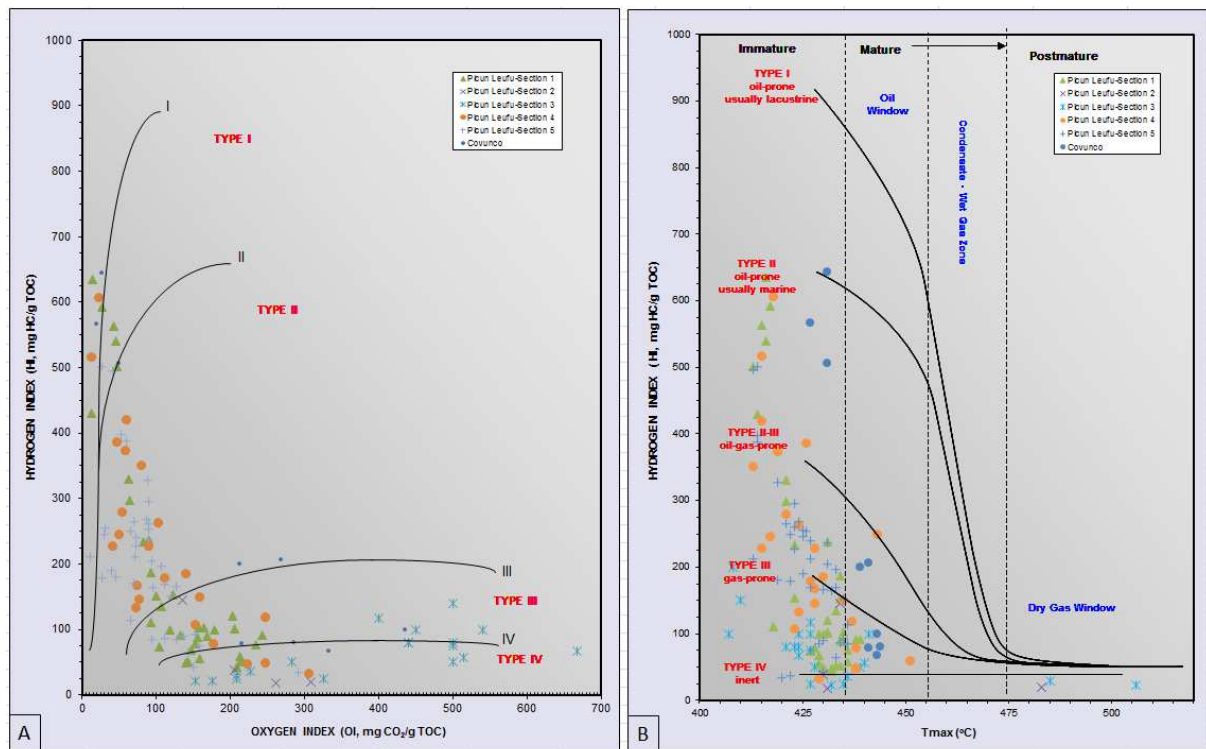 1000
900
800
700
600
500
400
300
200
100
0
HYDROGEN INDEX (HI, mg HC/g TOC)
I
TYPE I
II
TYPE II
III
TYPE III
IV
TYPE IV
Picun Leufu-Section 1
Picun Leufu-Section 2
Picun Leufu-Section 3
Picun Leufu-Section 4
Picun Leufu-Section 5
Covunco
0 100 200 300 400 500 600 700
OXYGEN INDEX (OI, mg CO₂/g TOC)
A
1000
900
800
700
600
500
400
300
200
100
0
HYDROGEN INDEX (HI, mg HC/g TOC)
Immature Mature Postmature
TYPE I
oil-prone
usually lacustrine
Oil
Window
Condensate - Wet Gas Zone
Picun Leufu-Section 1
Picun Leufu-Section 2
Picun Leufu-Section 3
Picun Leufu-Section 4
Picun Leufu-Section 5
Covunco
TYPE II
oil-prone
usually marine
TYPE II-III
oil-gas-prone
TYPE III
gas-prone
Dry Gas Window
TYPE IV
inert
400 425 450 475 500
Tmax (ºC)
B